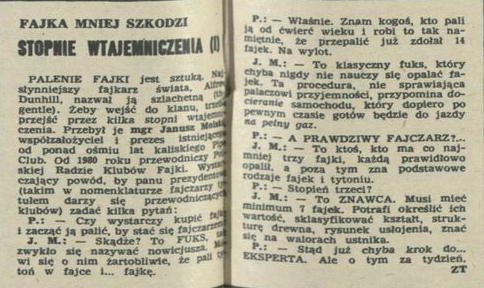 FAJKA MNIEJ SZKODZI
STOPNIE WTAJEMNICZENIA (I)
PALENIE FAJKI jest sztuką. Naj
słynniejszy fajkarz świata,
Dunhill, nazwał ją szlachetną
gentle). Żeby wejść do klanu,
przejść przez kilka stopni wtajemni-
czenia. Przebył je mgr Janusz
współzałożyciel i prezes
od ponad ośmiu lat kaliskiego
Club. Od 1980 roku przewodniczy
skiej Radzie Klubów Fajki.
czający powód, by panu
(takim w nomenklaturze fajczarzy
tułem darzy się
klubów) zadać kilka pytań:
P.: — Czy wystarczy kupić
i zacząć ją palić, by stać się
J. M.: — Skądże? To FUKS,
zwykło się nazywać nowicjusza.
wi się o nim żartobliwie, że pali
toń w fajce i... fajkę.
P.: — Właśnie. Znam kogoś, kto pali
ją od ćwierć wieku i robi to tak na-
miętnie, że przepalić już zdołał 14
fajek. Na wylot.
J. M.: — To klasyczny fuks, który
chyba nigdy nie nauczy się opalać fa-
jek. Ta procedura, nie sprawiająca
palaczowi przyjemności, przypomina do-
cieranie samochodu, który dopiero po
pewnym czasie gotów będzie do jazdy
na pełny gaz.
P.: — A PRAWDZIWY FAJCZARZ?..
J. M.: — To ktoś, kto ma co naj-
mniej trzy fajki, każdą prawidłowo
opalił, a poza tym zna podstawowe
rodzaje fajek i tytoniu.
P.: — Stopień trzeci?
J. M.: — To ZNAWCA. Musi mieć
minimum 7 fajek. Potrafi określić ich
wartość, sklasyfikować kształt, struk-
turę drewna, rysunek usłojenia, znać
się na walorach ustnika.
P.: — Stąd już chyba krok do...
EKSPERTA. Ale o tym za tydzień.
ZT